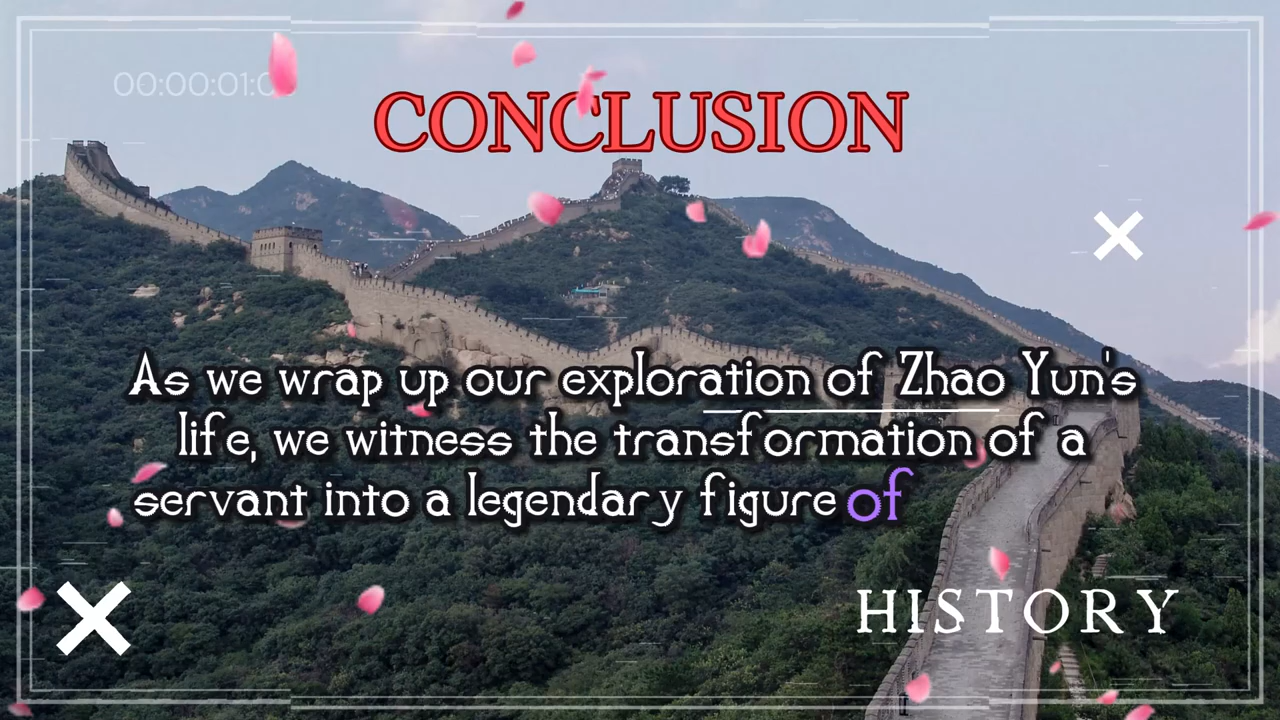 00:00:01:0
CONCLUSION
As we wrap up our exploration of Zhao Yun's
life, we witness the transformation of a
servant into a legendary figure of
HISTORY